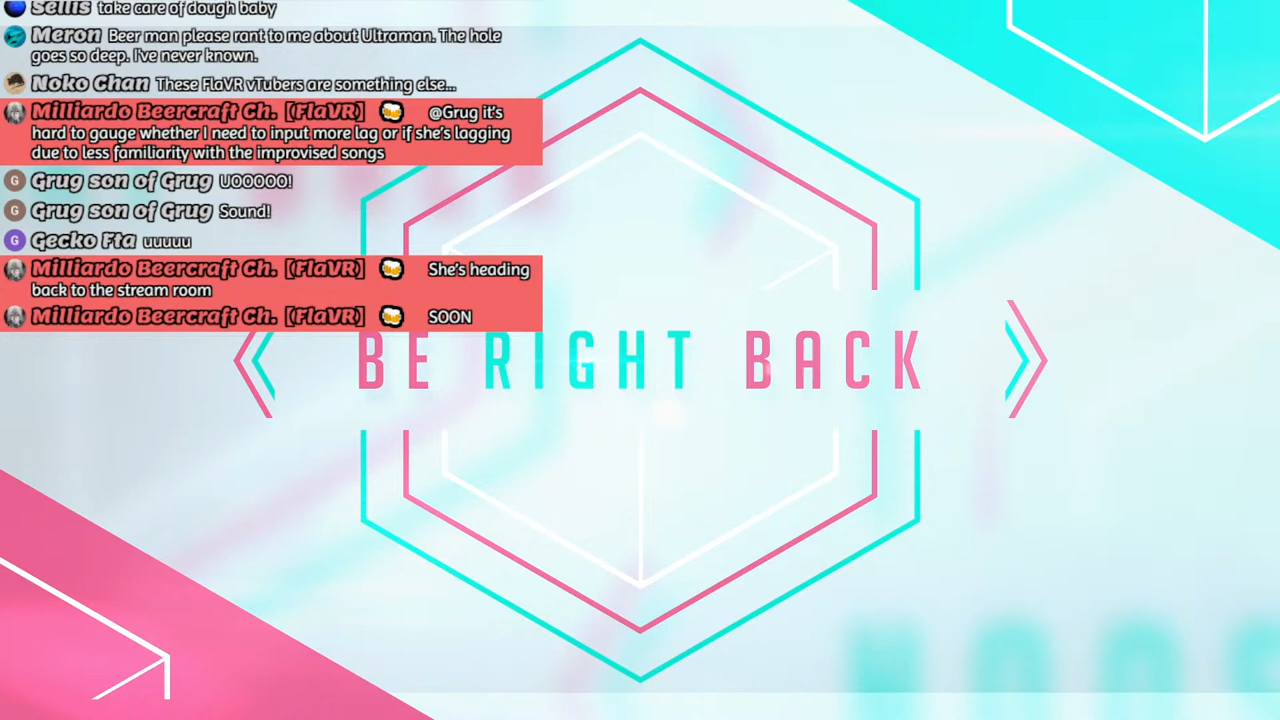 Sellis take care of dough baby
Meron Beer man please rant to me about Ultraman. The hole
goes so deep. I've never known.
Noko Chan These FlaVR vTubers are something else...
Milliardo Beercraft Ch. [(FlaVR)] @Grug it's
hard to gauge whether I need to input more lag or if she's lagging
due to less familiarity with the improvised songs
G Grug son of Grug UOOOOO!
G Grug son of Grug Sound!
G Gecko Fta uuuuu
Milliardo Beercraft Ch. [(FlaVR)] She's heading
back to the stream room
Milliardo Beercraft Ch. [(FlaVR)] SOON
BE RIGHT BACK